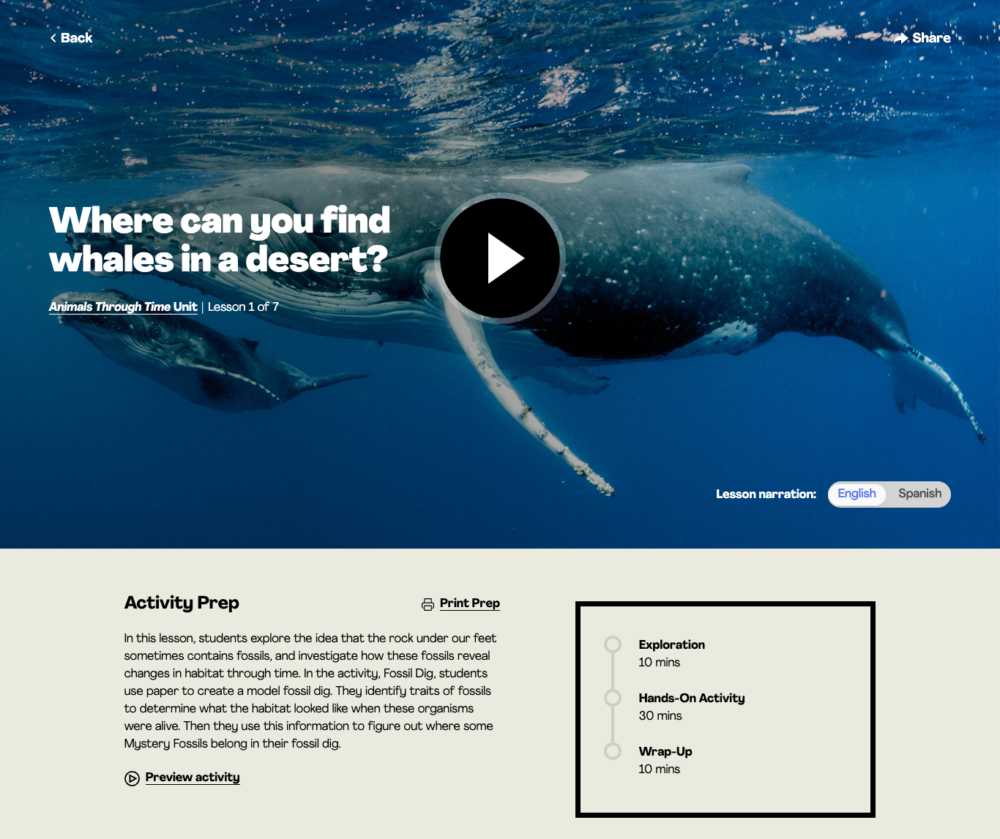 Back
Share
Where can you find
whales in a desert?
Animals Through Time Unit | Lesson 1 of 7
Lesson narration: English Spanish
Activity Prep
Print Prep
In this lesson, students explore the idea that the rock under our feet
sometimes contains fossils, and investigate how these fossils reveal
changes in habitat through time. In the activity, Fossil Dig, students
use paper to create a model fossil dig. They identify traits of fossils
to determine what the habitat looked like when these organisms
were alive. Then they use this information to figure out where some
Mystery Fossils belong in their fossil dig.
Preview activity
Exploration
10 mins
Hands-On Activity
30 mins
Wrap-Up
10 mins